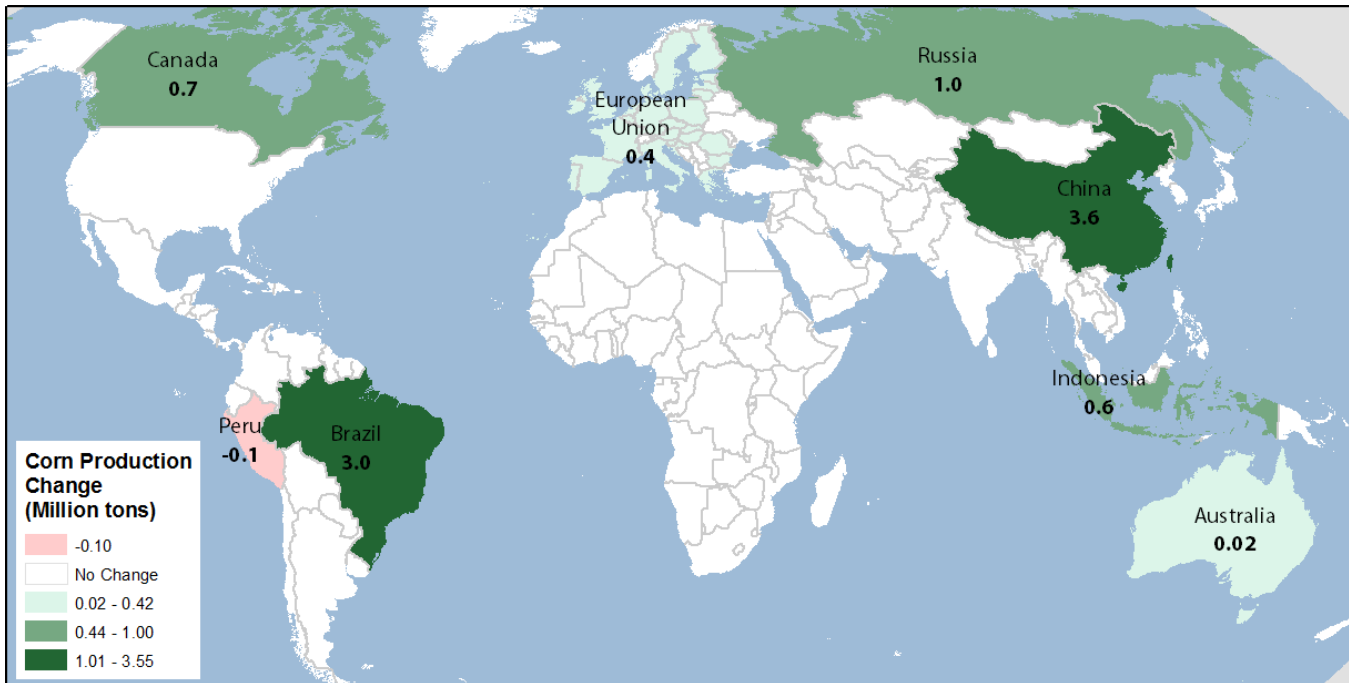 Canada
0.7
Russia
1.0
European
Union
0.4
China
3.6
Indonesia
0.6
Peru
-0.1
Brazil
3.0
Australia
0.02
Corn Production
Change
(Million tons)
-0.10
No Change
0.02 - 0.42
0.44 - 1.00
1.01 - 3.55